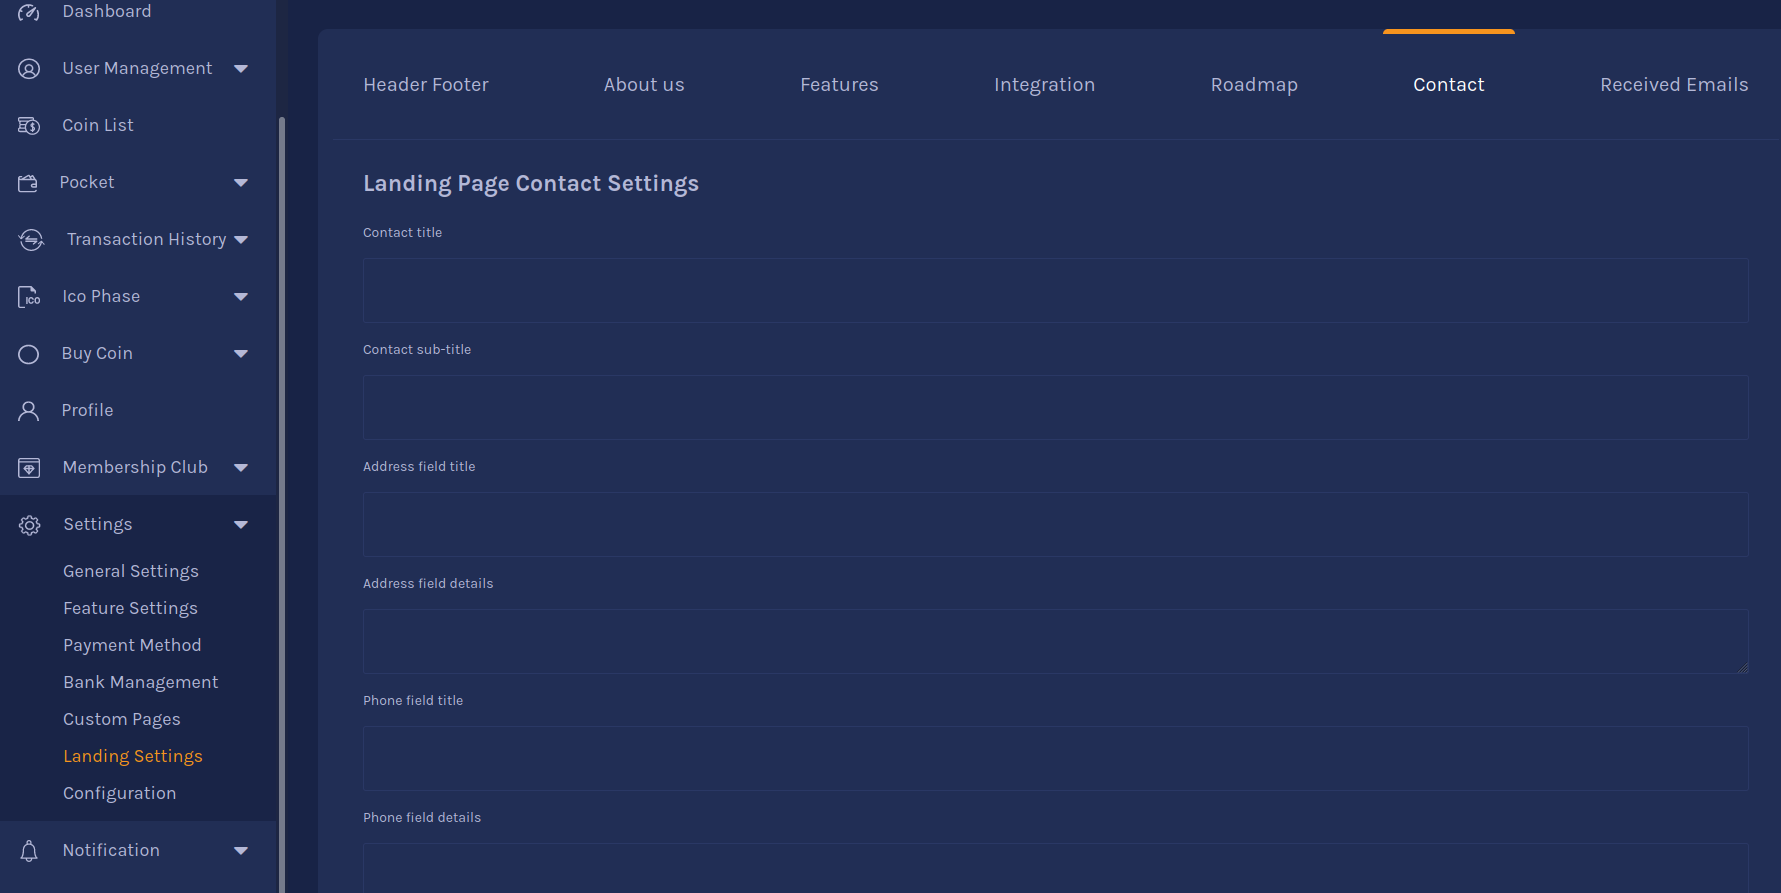 Dashboard
User Management
Coin List
Pocket
Transaction History
Ico Phase
ICO
Buy Coin
Profile
Membership Club
Settings
General Settings
Feature Settings
Payment Method
Bank Management
Custom Pages
Landing Settings
Configuration
Notification
Header Footer About us Features Integration Roadmap Contact Received Emails
Landing Page Contact Settings
Contact title
Contact sub-title
Address field title
Address field details
Phone field title
Phone field details